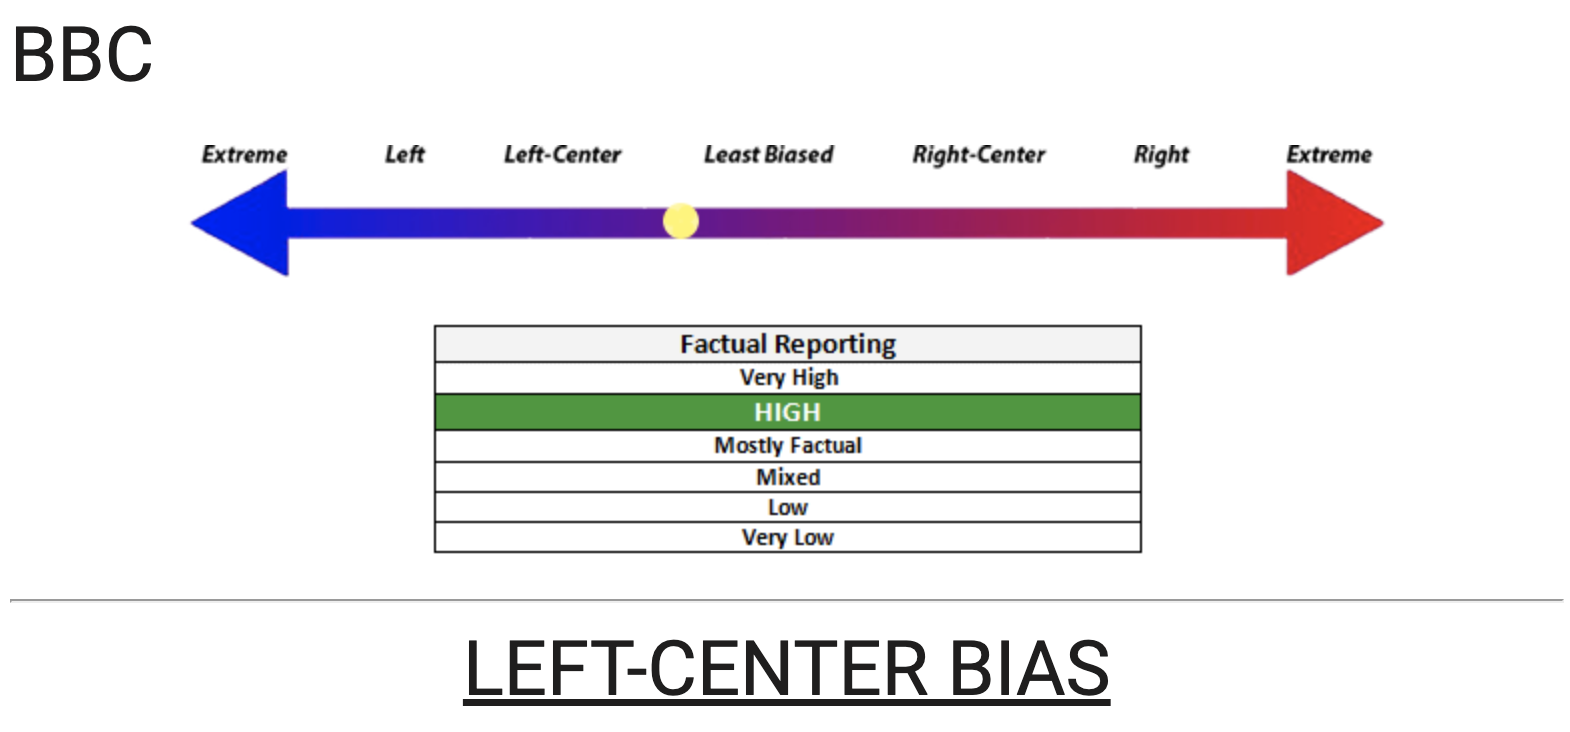 BBC
Extreme Left Left-Center Least Biased Right-Center Right Extreme
Factual Reporting
Very High
HIGH
Mostly Factual
Mixed
Low
Very Low
LEFT-CENTER BIAS